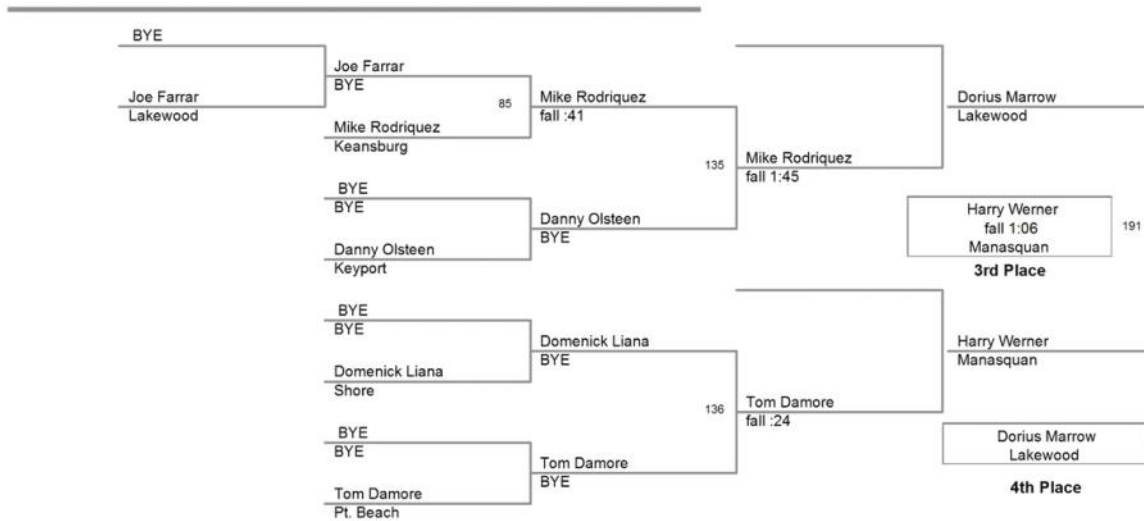 BYE
Joe Farrar
Lakewood
Joe Farrar
BYE
85
Mike Rodriquez
Keansburg
Mike Rodriquez
fall :41
BYE
BYE
Danny Olsteen
Keyport
Danny Olsteen
BYE
135
Mike Rodriquez
fall 1:45
Dorius Marrow
Lakewood
Harry Werner
fall 1:06
Manasquan
191
3rd Place
BYE
BYE
Domenick Liana
Shore
Domenick Liana
BYE
BYE
BYE
Tom Damore
Pt. Beach
Tom Damore
BYE
136
Tom Damore
fall :24
Harry Werner
Manasquan
Dorius Marrow
Lakewood
4th Place